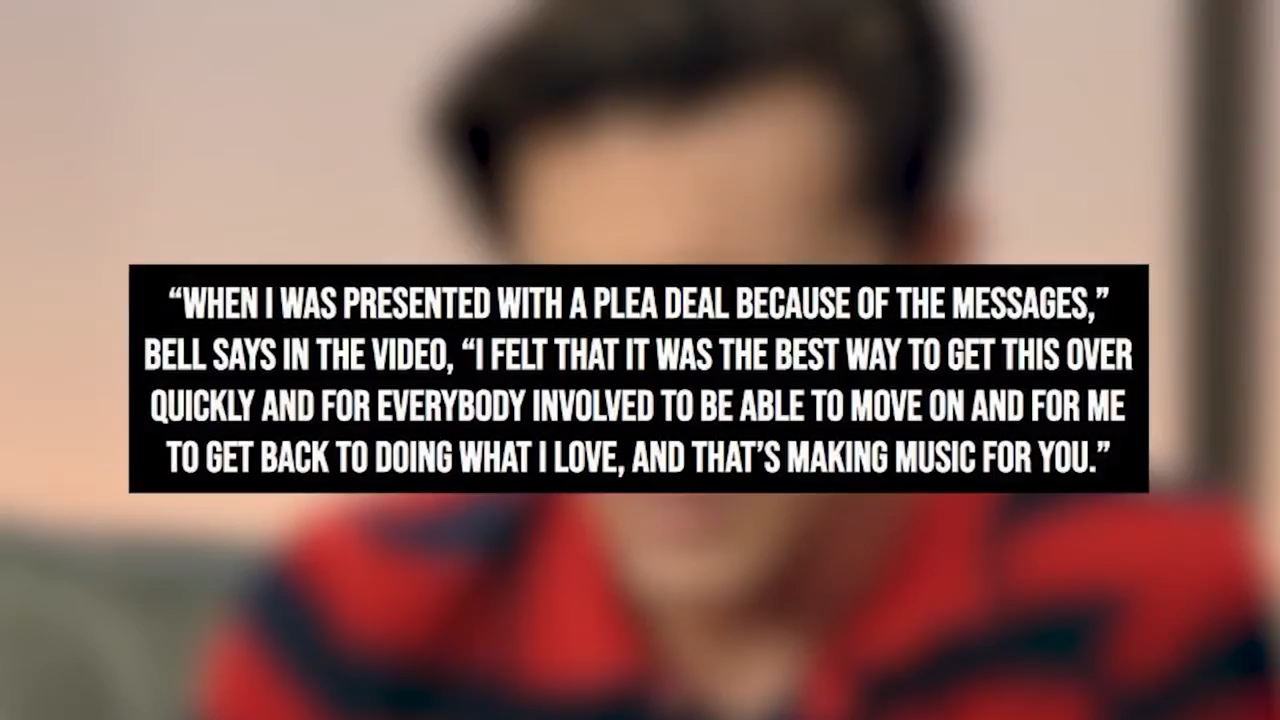 “WHEN I WAS PRESENTED WITH A PLEA DEAL BECAUSE OF THE MESSAGES,”
BELL SAYS IN THE VIDEO, “I FELT THAT IT WAS THE BEST WAY TO GET THIS OVER
QUICKLY AND FOR EVERYBODY INVOLVED TO BE ABLE TO MOVE ON AND FOR ME
TO GET BACK TO DOING WHAT I LOVE, AND THAT’S MAKING MUSIC FOR YOU.”